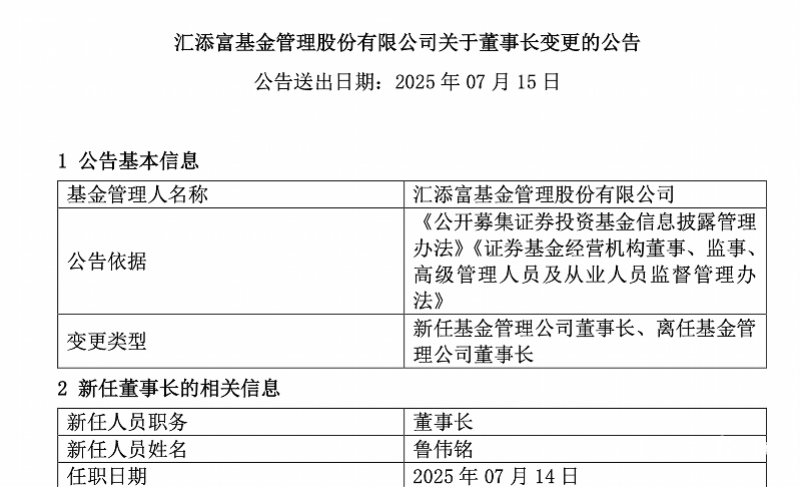 汇添富基金管理股份有限公司关于董事长变更的公告
公告送出日期：2025 年 07 月 15 日
1 公告基本信息
基金管理人名称
汇添富基金管理股份有限公司
公告依据
《公开募集证券投资基金信息披露管理
办法》《证券基金经营机构董事、监事、
高级管理人员及从业人员监督管理办
法》
变更类型
新任基金管理公司董事长、离任基金管
理公司董事长
2 新任董事长的相关信息
新任人员职务
董事长
新任人员姓名
鲁伟铭
任职日期
2025 年 07 月 14 日